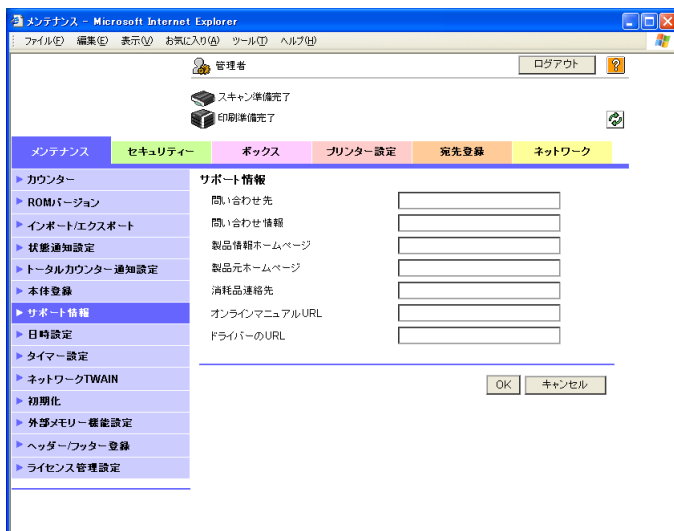 メンテナンス - Microsoft Internet Explorer
ファイル(F) 編集(E) 表示(V) お気に入り(A) ツール(T) ヘルプ(H)
管理者 ログアウト ?
スキャン準備完了
印刷準備完了
メンテナンス セキュリティー ボックス プリンター設定 宛先登録 ネットワーク
カウンター
ROMバージョン
インポート/エクスポート
状態通知設定
トータルカウンター通知設定
本体登録
サポート情報
日時設定
タイマー設定
ネットワークTWAIN
初期化
外部メモリー機能設定
ヘッダー/フッター登録
ライセンス管理設定
サポート情報
問い合わせ先
問い合わせ情報
製品情報ホームページ
製品元ホームページ
消耗品連絡先
オンラインマニュアルURL
ドライバーのURL
OK キャンセル